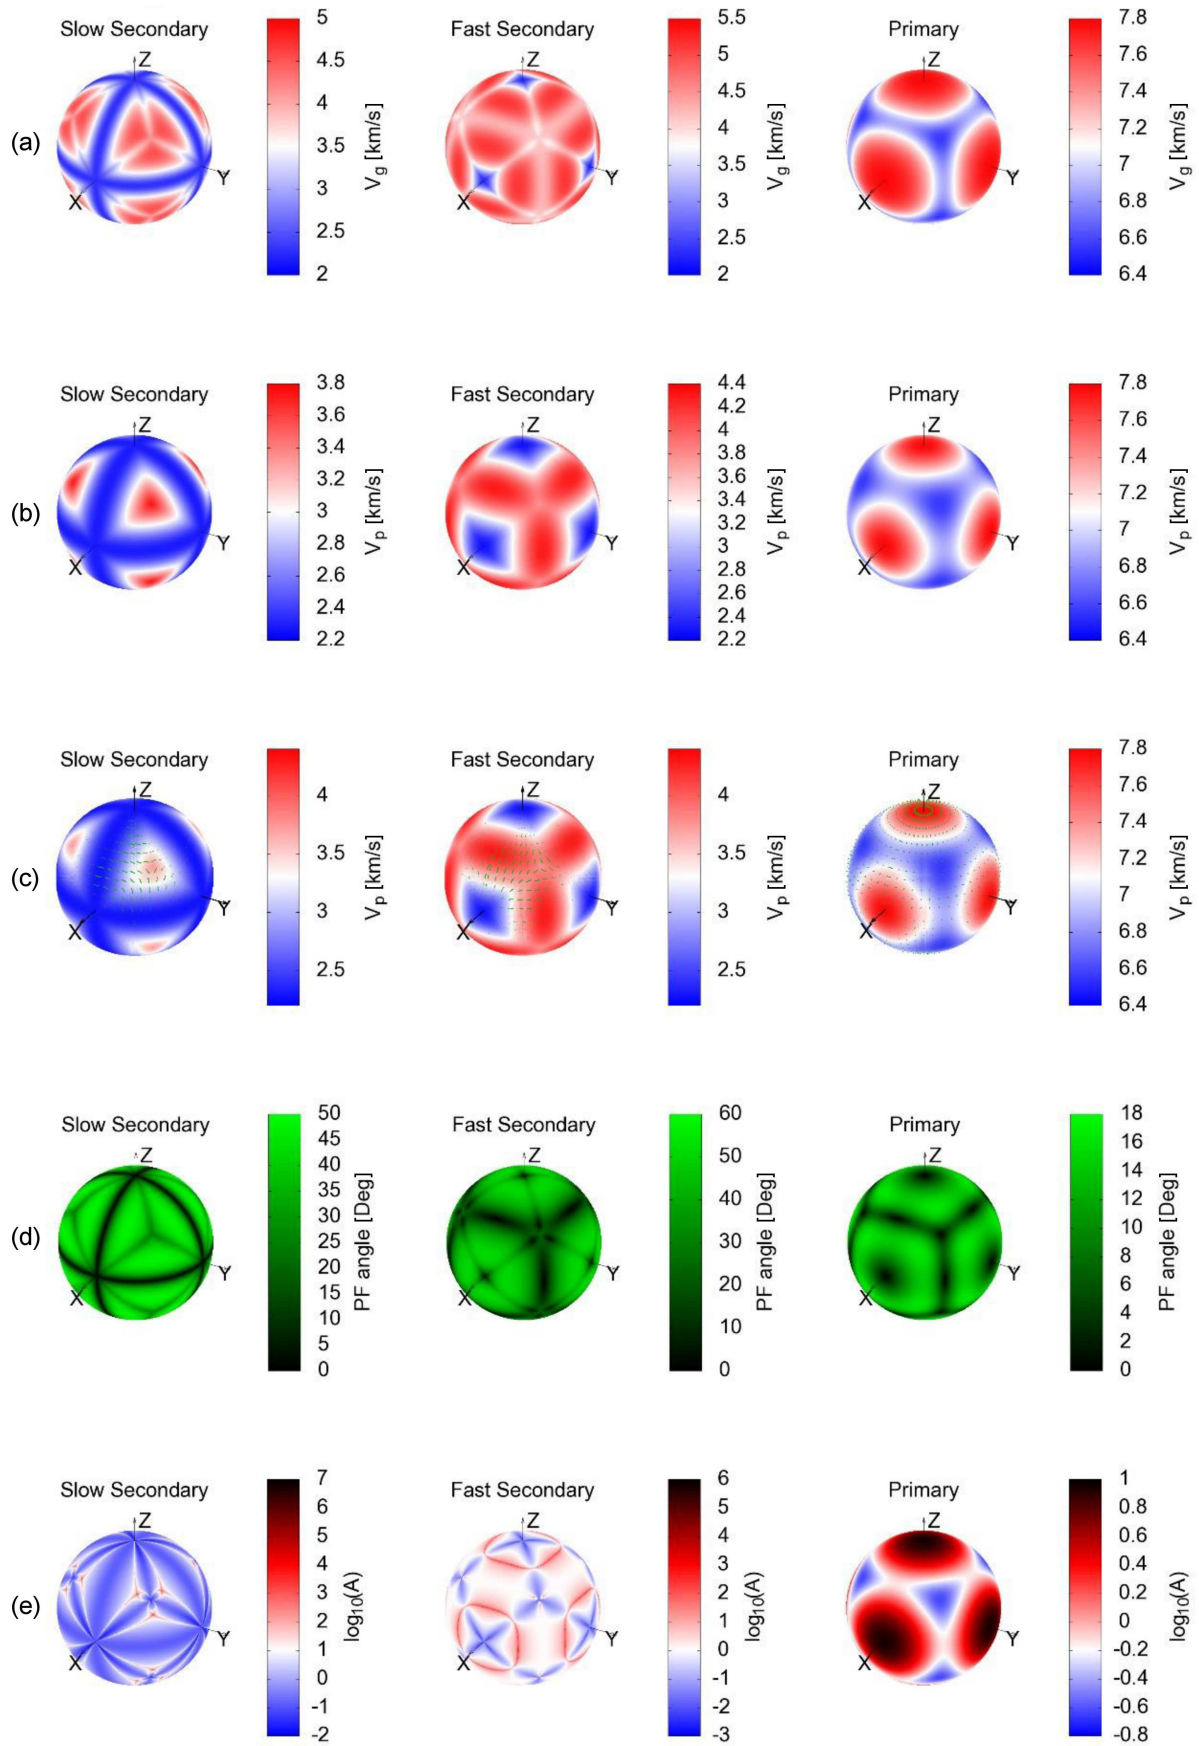 Slow Secondary
Z
X
Y
5
4.5
4
3.5
3
2.5
2
Vg [km/s]
Fast Secondary
Z
X
Y
5.5
5
4.5
4
3.5
3
2.5
2
Vg [km/s]
Primary
Z
X
Y
7.8
7.6
7.4
7.2
7
6.8
6.6
6.4
Vg [km/s]
(a)
Slow Secondary
Z
X
Y
3.8
3.6
3.4
3.2
3
2.8
2.6
2.4
2.2
Vp [km/s]
Fast Secondary
Z
X
Y
4.4
4.2
4
3.8
3.6
3.4
3.2
3
2.8
2.6
2.4
2.2
Vp [km/s]
Primary
Z
X
Y
7.8
7.6
7.4
7.2
7
6.8
6.6
6.4
Vp [km/s]
(b)
Slow Secondary
Z
X
Y
4
3.5
3
2.5
Vp [km/s]
Fast Secondary
Z
X
Y
4
3.5
3
2.5
Vp [km/s]
Primary
Z
X
Y
7.8
7.6
7.4
7.2
7
6.8
6.6
6.4
Vp [km/s]
(c)
Slow Secondary
Z
X
Y
50
45
40
35
30
25
20
15
10
5
0
PF angle [Deg]
Fast Secondary
Z
X
Y
60
50
40
30
20
10
0
PF angle [Deg]
Primary
Z
X
Y
18
16
14
12
10
8
6
4
2
0
PF angle [Deg]
(d)
Slow Secondary
Z
X
Y
7
6
5
4
3
2
1
0
-1
-2
log10(A)
Fast Secondary
Z
X
Y
6
5
4
3
2
1
0
-1
-2
-3
log10(A)
Primary
Z
X
Y
1
0.8
0.6
0.4
0.2
0
-0.2
-0.4
-0.6
-0.8
log10(A)
(e)